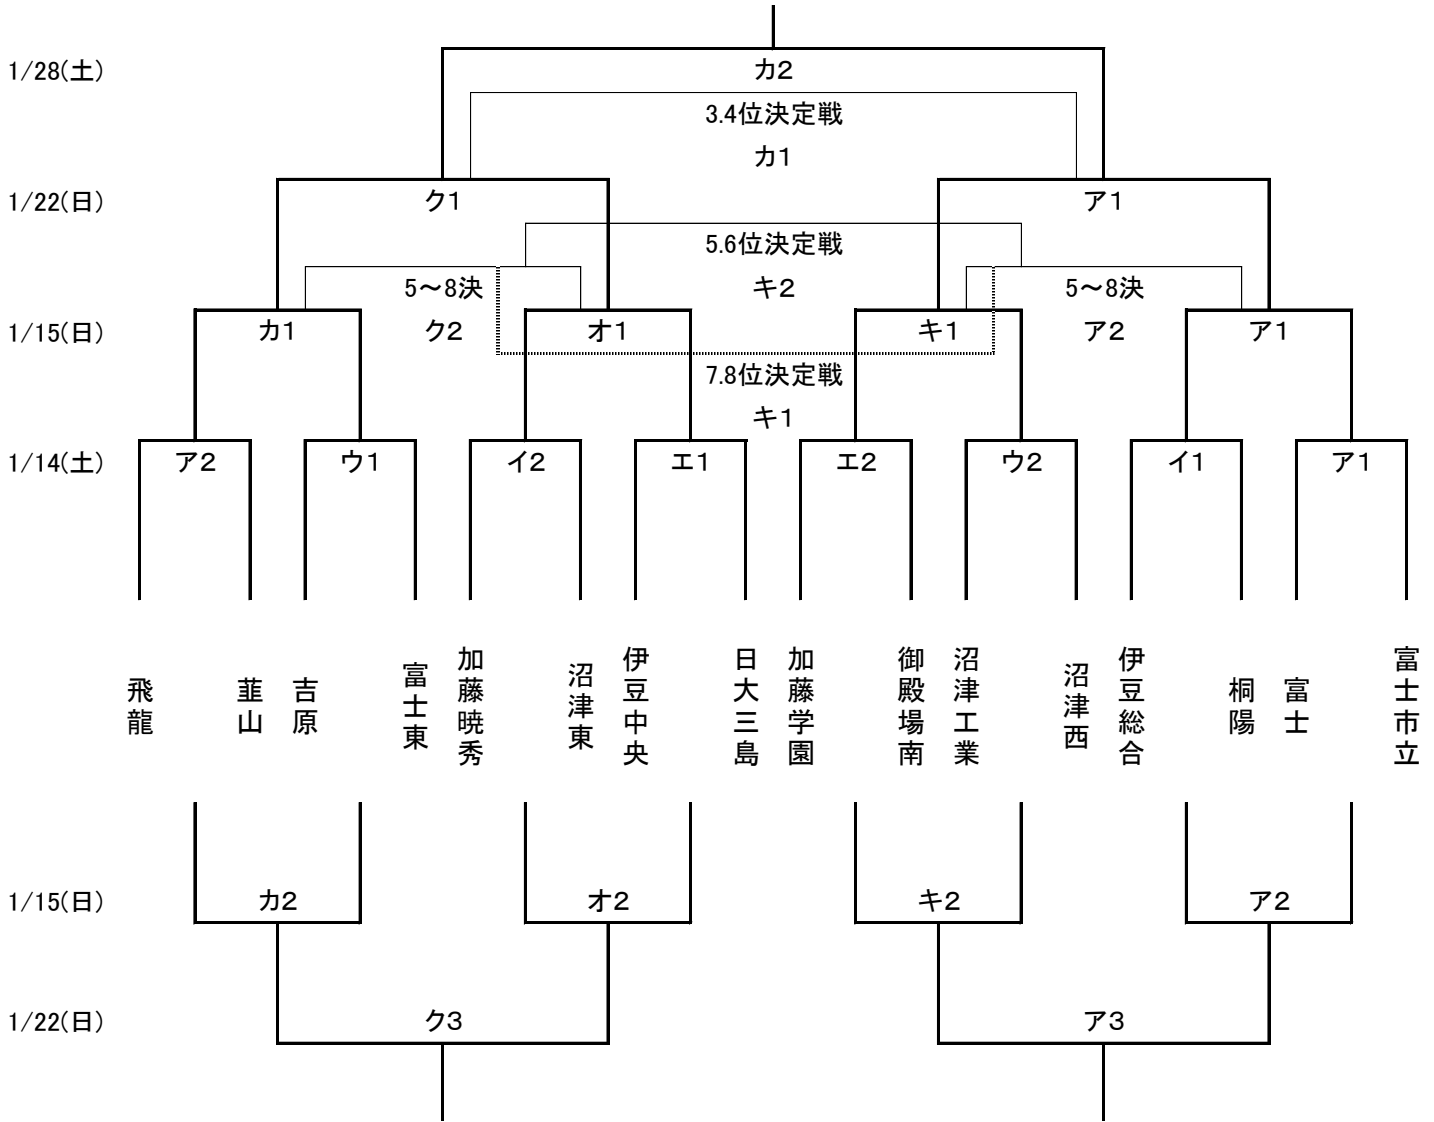 1/28(土)
カ2
3.4位決定戦
カ1
1/22(日)
ク1
ア1
5.6位決定戦
5～8決
キ2
5～8決
1/15(日)
カ1
ク2
オ1
キ1
ア2
ア1
7.8位決定戦
キ1
1/14(土)
ア2
ウ1
イ2
エ1
エ2
ウ2
イ1
ア1
飛龍
韮山
吉原
富士東
加藤暁秀
沼津東
伊豆中央
日大三島
加藤学園
御殿場南
沼津工業
沼津西
伊豆総合
桐陽
富士
富士市立
1/15(日)
カ2
オ2
キ2
ア2
1/22(日)
ク3
ア3